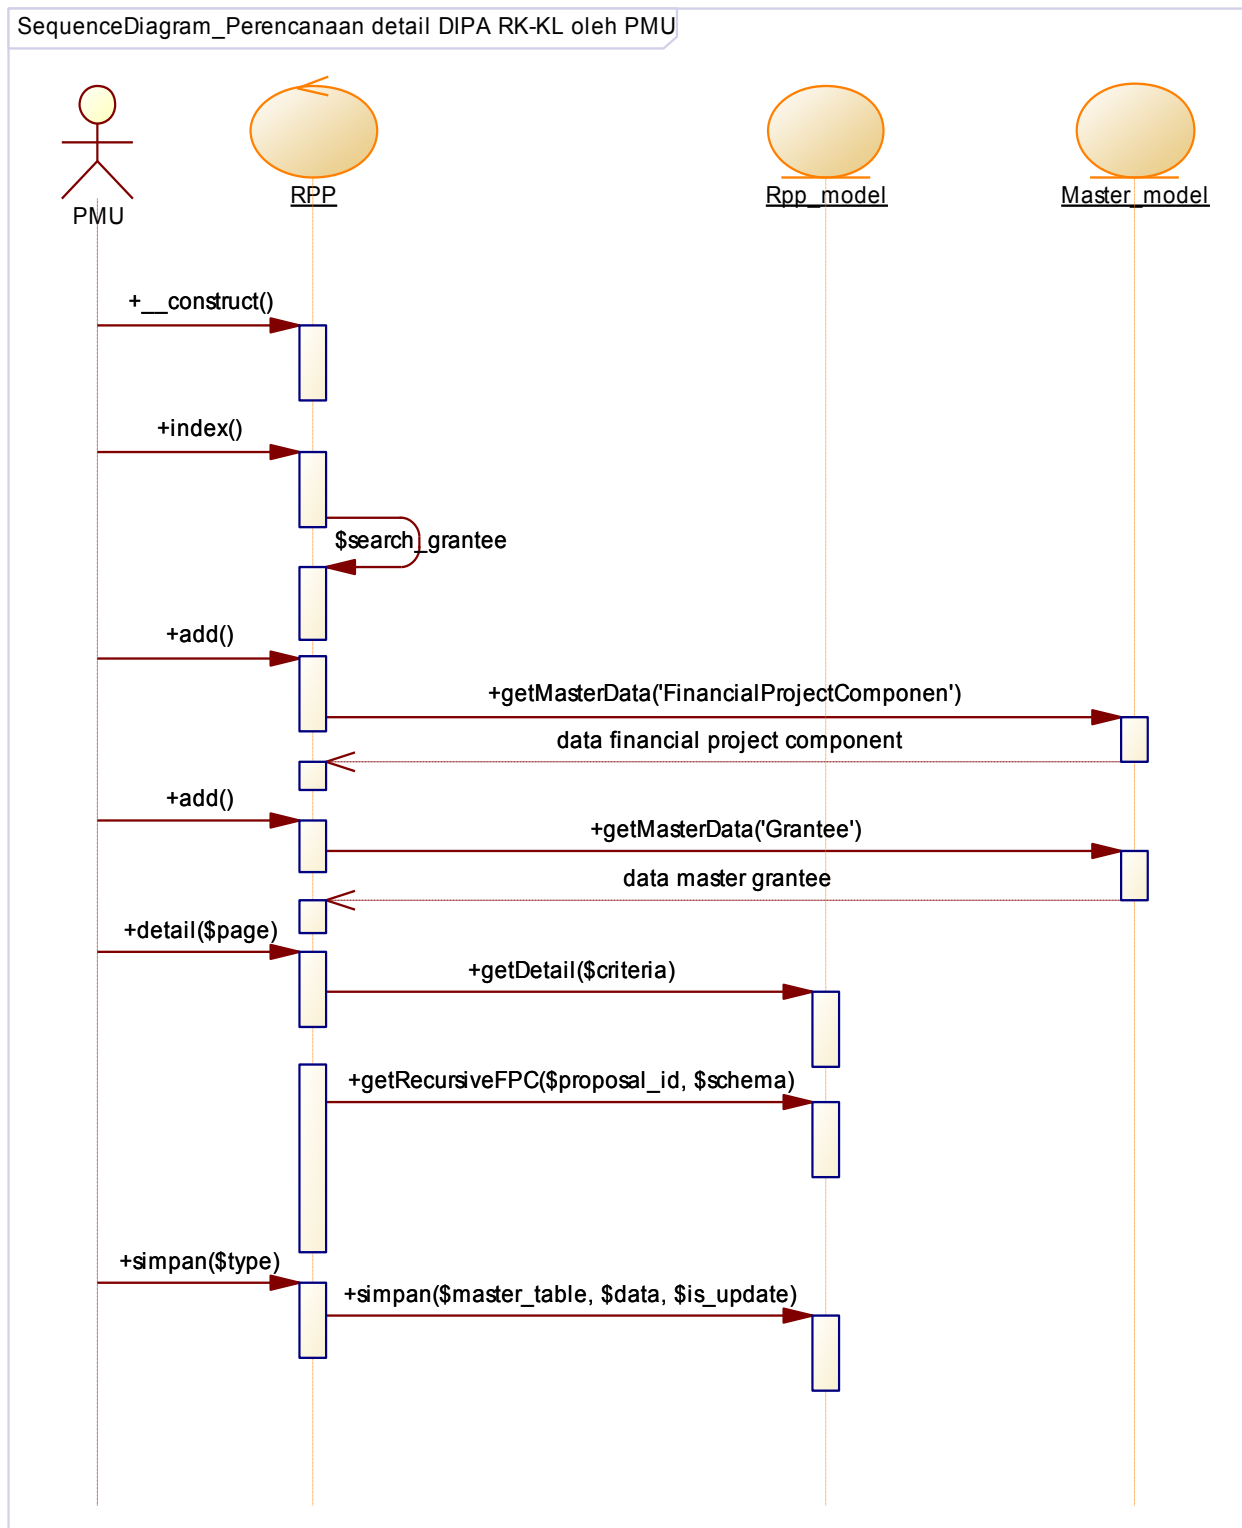 SequenceDiagram_Perencanaan detail DIPA RK-KL oleh PMU
PMU
RPP
Rpp_model
Master_model
+__construct()
+index()
$search_grantee
+add()
+getMasterData('FinancialProjectComponen')
data financial project component
+add()
+getMasterData('Grantee')
data master grantee
+detail($page)
+getDetail($criteria)
+getRecursiveFPC($proposal_id, $schema)
+simpan($type)
+simpan($master_table, $data, $is_update)